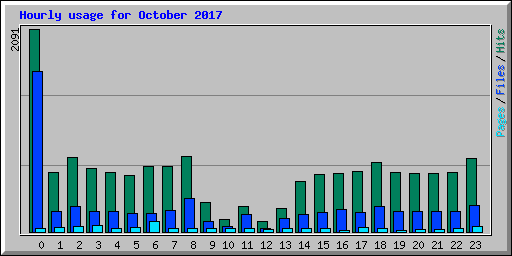 Hourly usage for October 2017
2091
Pages/Files/Hits
0 1 2 3 4 5 6 7 8 9 10 11 12 13 14 15 16 17 18 19 20 21 22 23